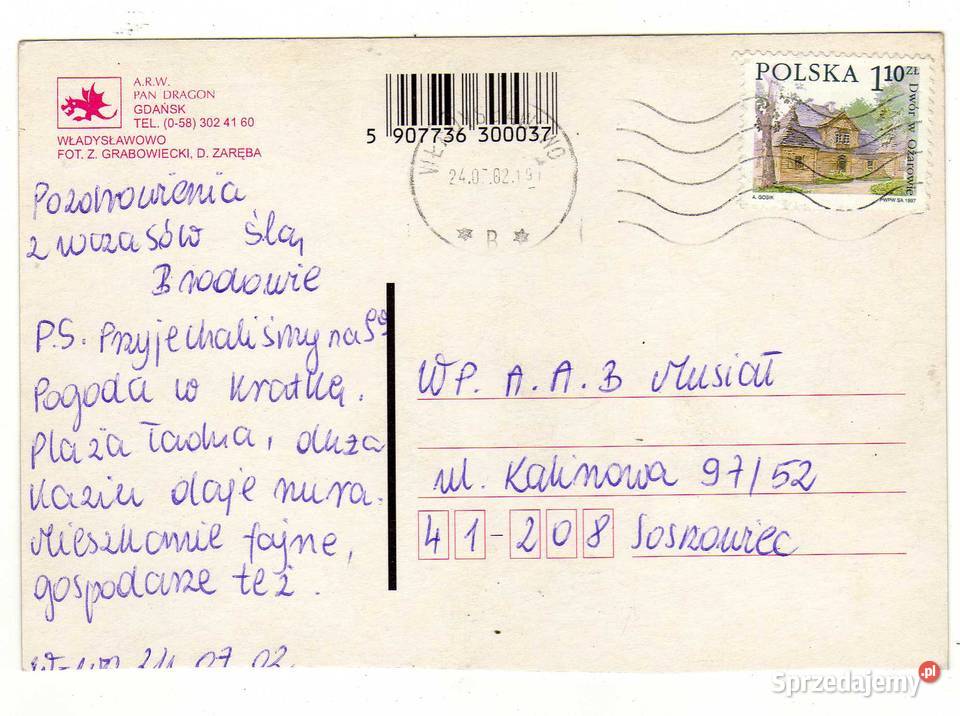 A.R.W.
PAN DRAGON
GDAŃSK
TEL. (0-58) 302 41 60
WŁADYSŁAWOWO
FOT. Z. GRABOWIECKI, D. ZARĘBA
5 907736 300037
POLSKA 1,10 ZŁ
Dwór w Ożarowie
A. GOSIK
PWPW SA 1997
* B *
Pozdrowienia
z wczasów ślą
Brodowie
P.S. Przyjechaliśmy na 5⁰⁰
Pogoda w kratkę.
Plaża ładna, duża
Kaziu daje nura.
Mieszkanie fajne,
gospodarze też.
W-wo 24.07.02
WP. A. A. B Musiał
ul. Kalinowa 97/52
41-208 Sosnowiec
Sprzedajemy.pl